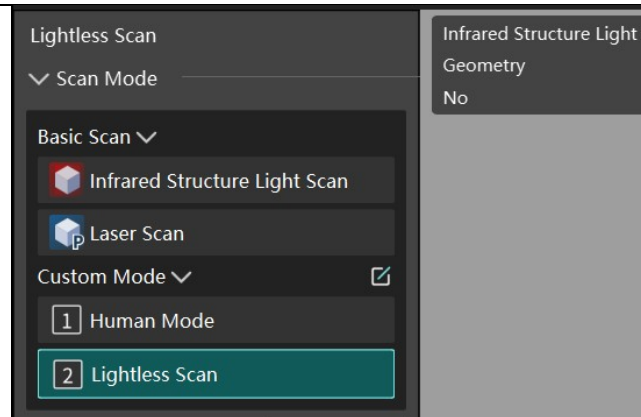 Lightless Scan
Scan Mode
Basic Scan
Infrared Structure Light Scan
P
Laser Scan
Custom Mode
1 Human Mode
2 Lightless Scan
Infrared Structure Light
Geometry
No